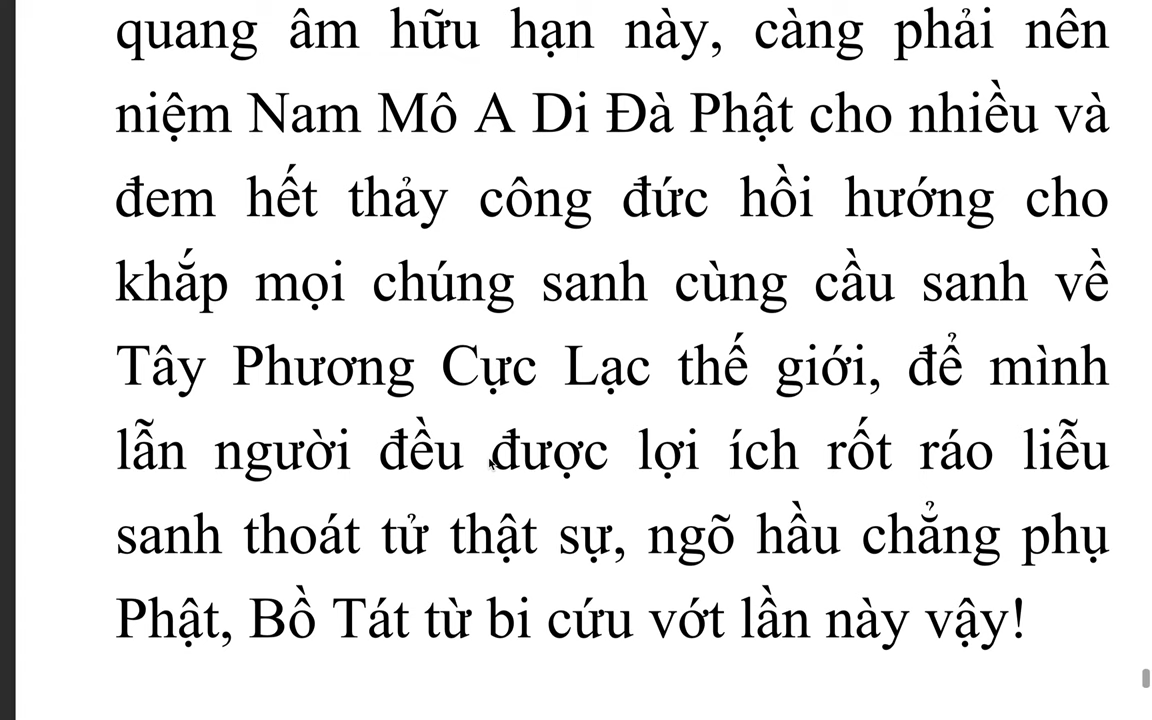 quang âm hữu hạn này, càng phải nên
niệm Nam Mô A Di Đà Phật cho nhiều và
đem hết thảy công đức hồi hướng cho
khắp mọi chúng sanh cùng cầu sanh về
Tây Phương Cực Lạc thế giới, để mình
lẫn người đều được lợi ích rốt ráo liễu
sanh thoát tử thật sự, ngõ hầu chẳng phụ
Phật, Bồ Tát từ bi cứu vớt lần này vậy!